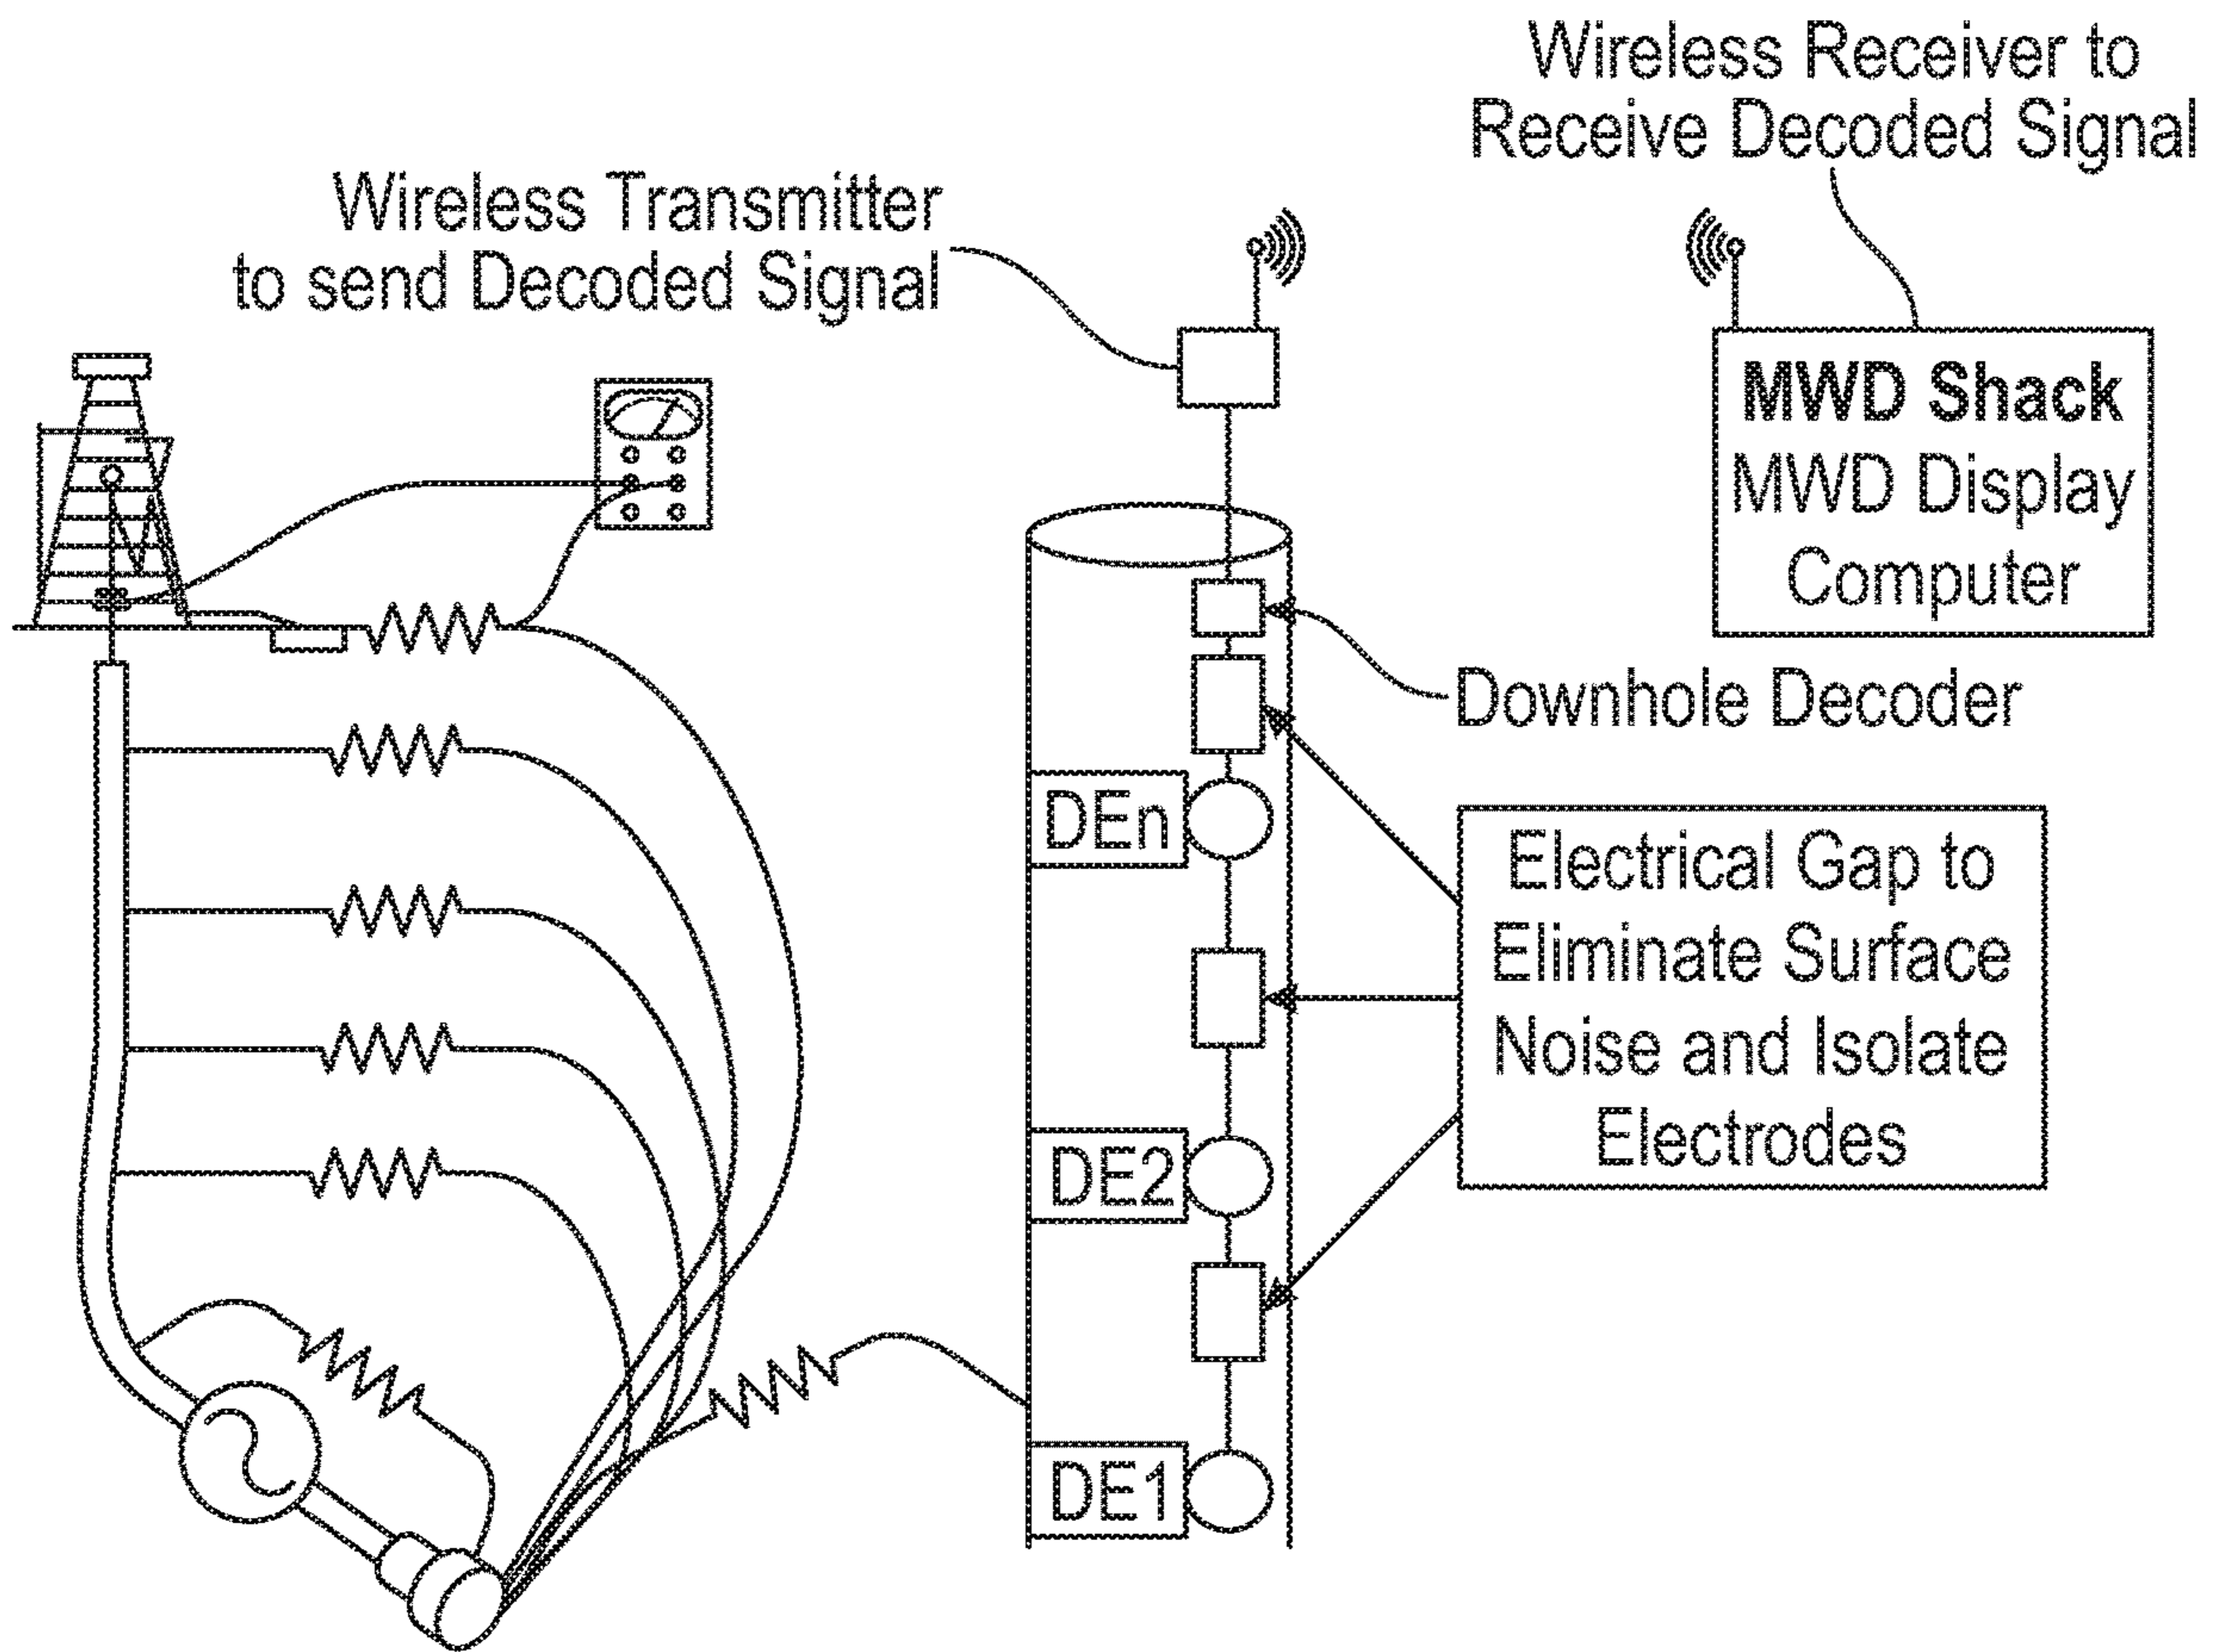 Wireless Receiver to
Receive Decoded Signal
Wireless Transmitter
to send Decoded Signal
MWD Shack
MWD Display
Computer
Downhole Decoder
DEn
Electrical Gap to
Eliminate Surface
Noise and Isolate
Electrodes
DE2
DE1